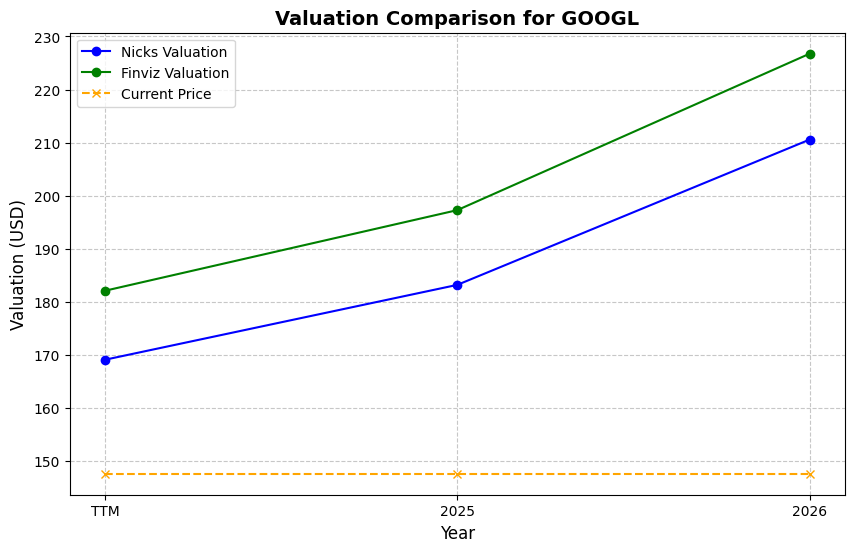 Valuation Comparison for GOOGL
Nicks Valuation
Finviz Valuation
Current Price
Valuation (USD)
230
220
210
200
190
180
170
160
150
TTM
2025
2026
Year